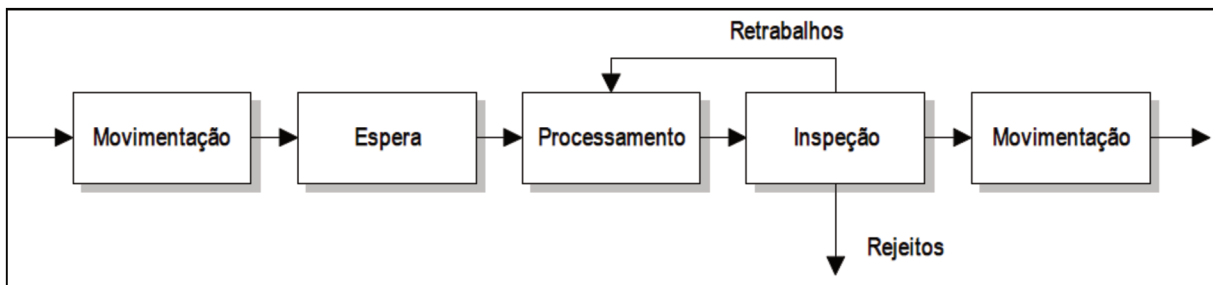 Retrabalhos
Movimentação
Espera
Processamento
Inspeção
Movimentação
Rejeitos